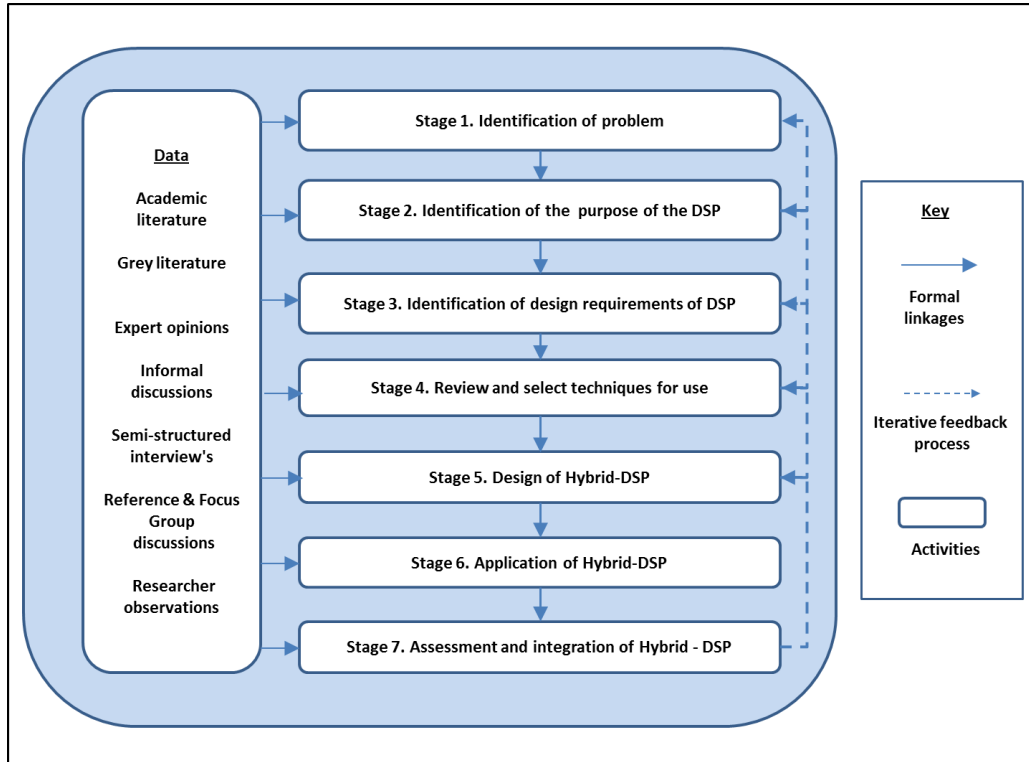 Data
Academic
literature
Grey literature
Expert opinions
Informal
discussions
Semi-structured
interview's
Reference & Focus
Group
discussions
Researcher
observations
Stage 1. Identification of problem
Stage 2. Identification of the purpose of the DSP
Stage 3. Identification of design requirements of DSP
Stage 4. Review and select techniques for use
Stage 5. Design of Hybrid-DSP
Stage 6. Application of Hybrid-DSP
Stage 7. Assessment and integration of Hybrid - DSP
Key
Formal
linkages
Iterative feedback
process
Activities